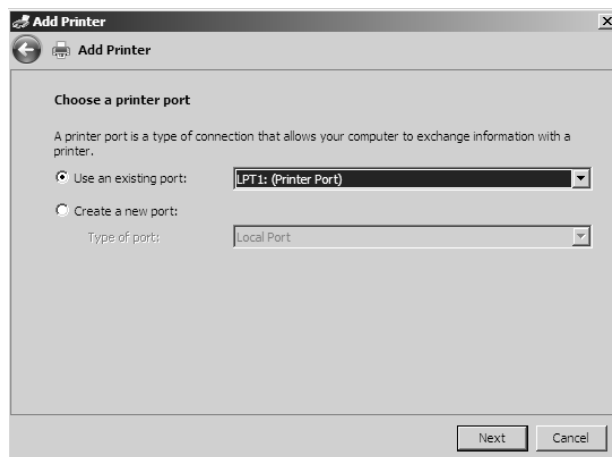 Add Printer
Add Printer
Choose a printer port
A printer port is a type of connection that allows your computer to exchange information with a
printer.
Use an existing port: LPT1: (Printer Port)
Create a new port:
Type of port: Local Port
Next Cancel